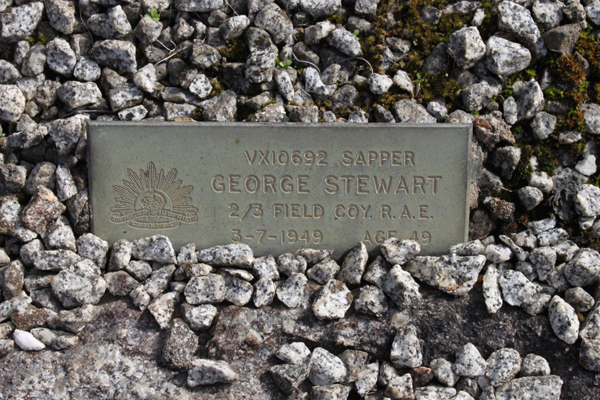 VX10692 SAPPER
GEORGE STEWART
2/3 FIELD COY. R.A.E.
3-7-1949 AGE 49